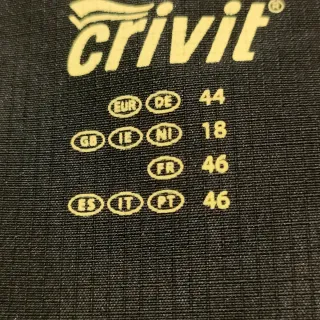 crivit®
EUR DE 44
GB IE NI 18
FR 46
ES IT PT 46